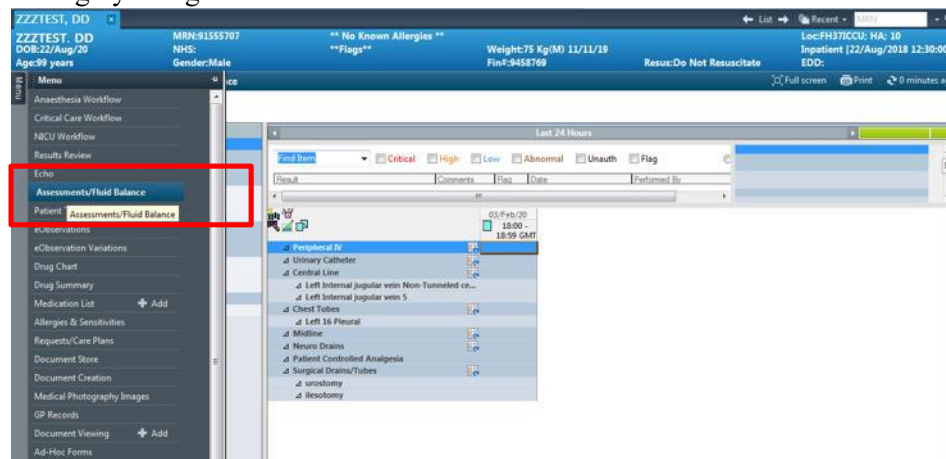 ZZZTEST, DD
List
Recent
MRN
ZZZTEST, DD
MRN:91555707
** No Known Allergies **
Loc:FH37ICCU: HA; 10
DOB:22/Aug/20
NHS:
**Flags**
Weight:75 Kg(M) 11/11/19
Inpatient [22/Aug/2018 12:30:00
Age:99 years
Gender:Male
Fin#:9458769
Resus:Do Not Resuscitate
EDD:
Menu
Menu
Full screen
Print
0 minutes a
Anaesthesia Workflow
Critical Care Workflow
NICU Workflow
Results Review
Echo
Assessments/Fluid Balance
Patient
Assessments/Fluid Balance
eObservations
eObservation Variations
Drug Chart
Drug Summary
Medication List
Add
Allergies & Sensitivities
Requests/Care Plans
Document Store
Document Creation
Medical Photography Images
GP Records
Document Viewing
Add
Ad-Hoc Forms
Last 24 Hours
Find Item
Critical
High
Low
Abnormal
Unauth
Flag
Result
Comments
Flag
Date
Performed By
03/Feb/20
18:00 -
18:59 GMT
Peripheral IV
Urinary Catheter
Central Line
Left Internal jugular vein Non-Tunneled ce...
Left Internal jugular vein 5
Chest Tubes
Left 16 Pleural
Midline
Neuro Drains
Patient Controlled Analgesia
Surgical Drains/Tubes
urostomy
ilesotomy